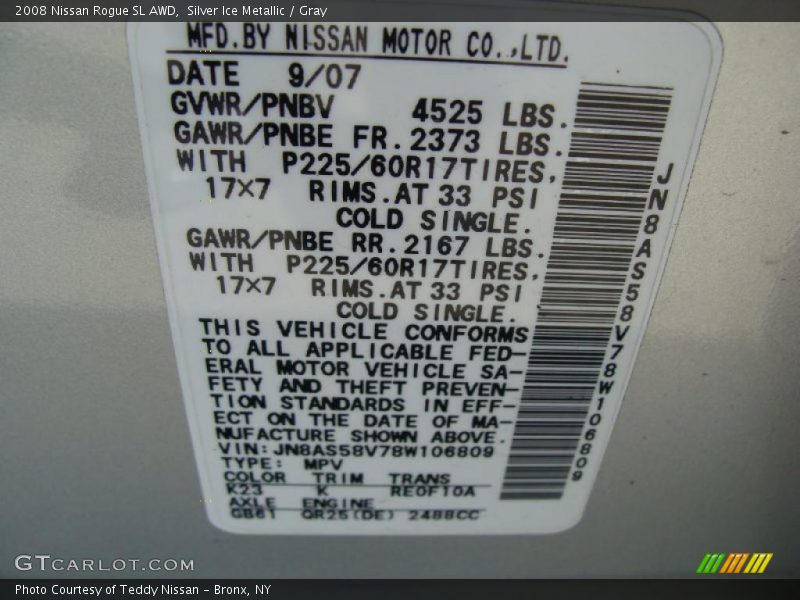 2008 Nissan Rogue SL AWD, Silver Ice Metallic / Gray
MFD.BY NISSAN MOTOR CO.,LTD.
DATE 9/07
GVWR/PNBV 4525 LBS.
GAWR/PNBE FR.2373 LBS.
WITH P225/60R17TIRES,
17×7 RIMS.AT 33 PSI
COLD SINGLE.
GAWR/PNBE RR.2167 LBS.
WITH P225/60R17TIRES,
17×7 RIMS.AT 33 PSI
COLD SINGLE.
THIS VEHICLE CONFORMS
TO ALL APPLICABLE FED-
ERAL MOTOR VEHICLE SA-
FETY AND THEFT PREVEN-
TION STANDARDS IN EFF-
ECT ON THE DATE OF MA-
NUFACTURE SHOWN ABOVE.
VIN:JN8AS58V78W106809
TYPE: MPV
COLOR TRIM TRANS
K23 K RE0F10A
AXLE ENGINE
GB61 QR25(DE) 2488CC
JN8AS58V78W106809
GTCARLOT.COM
Photo Courtesy of Teddy Nissan - Bronx, NY